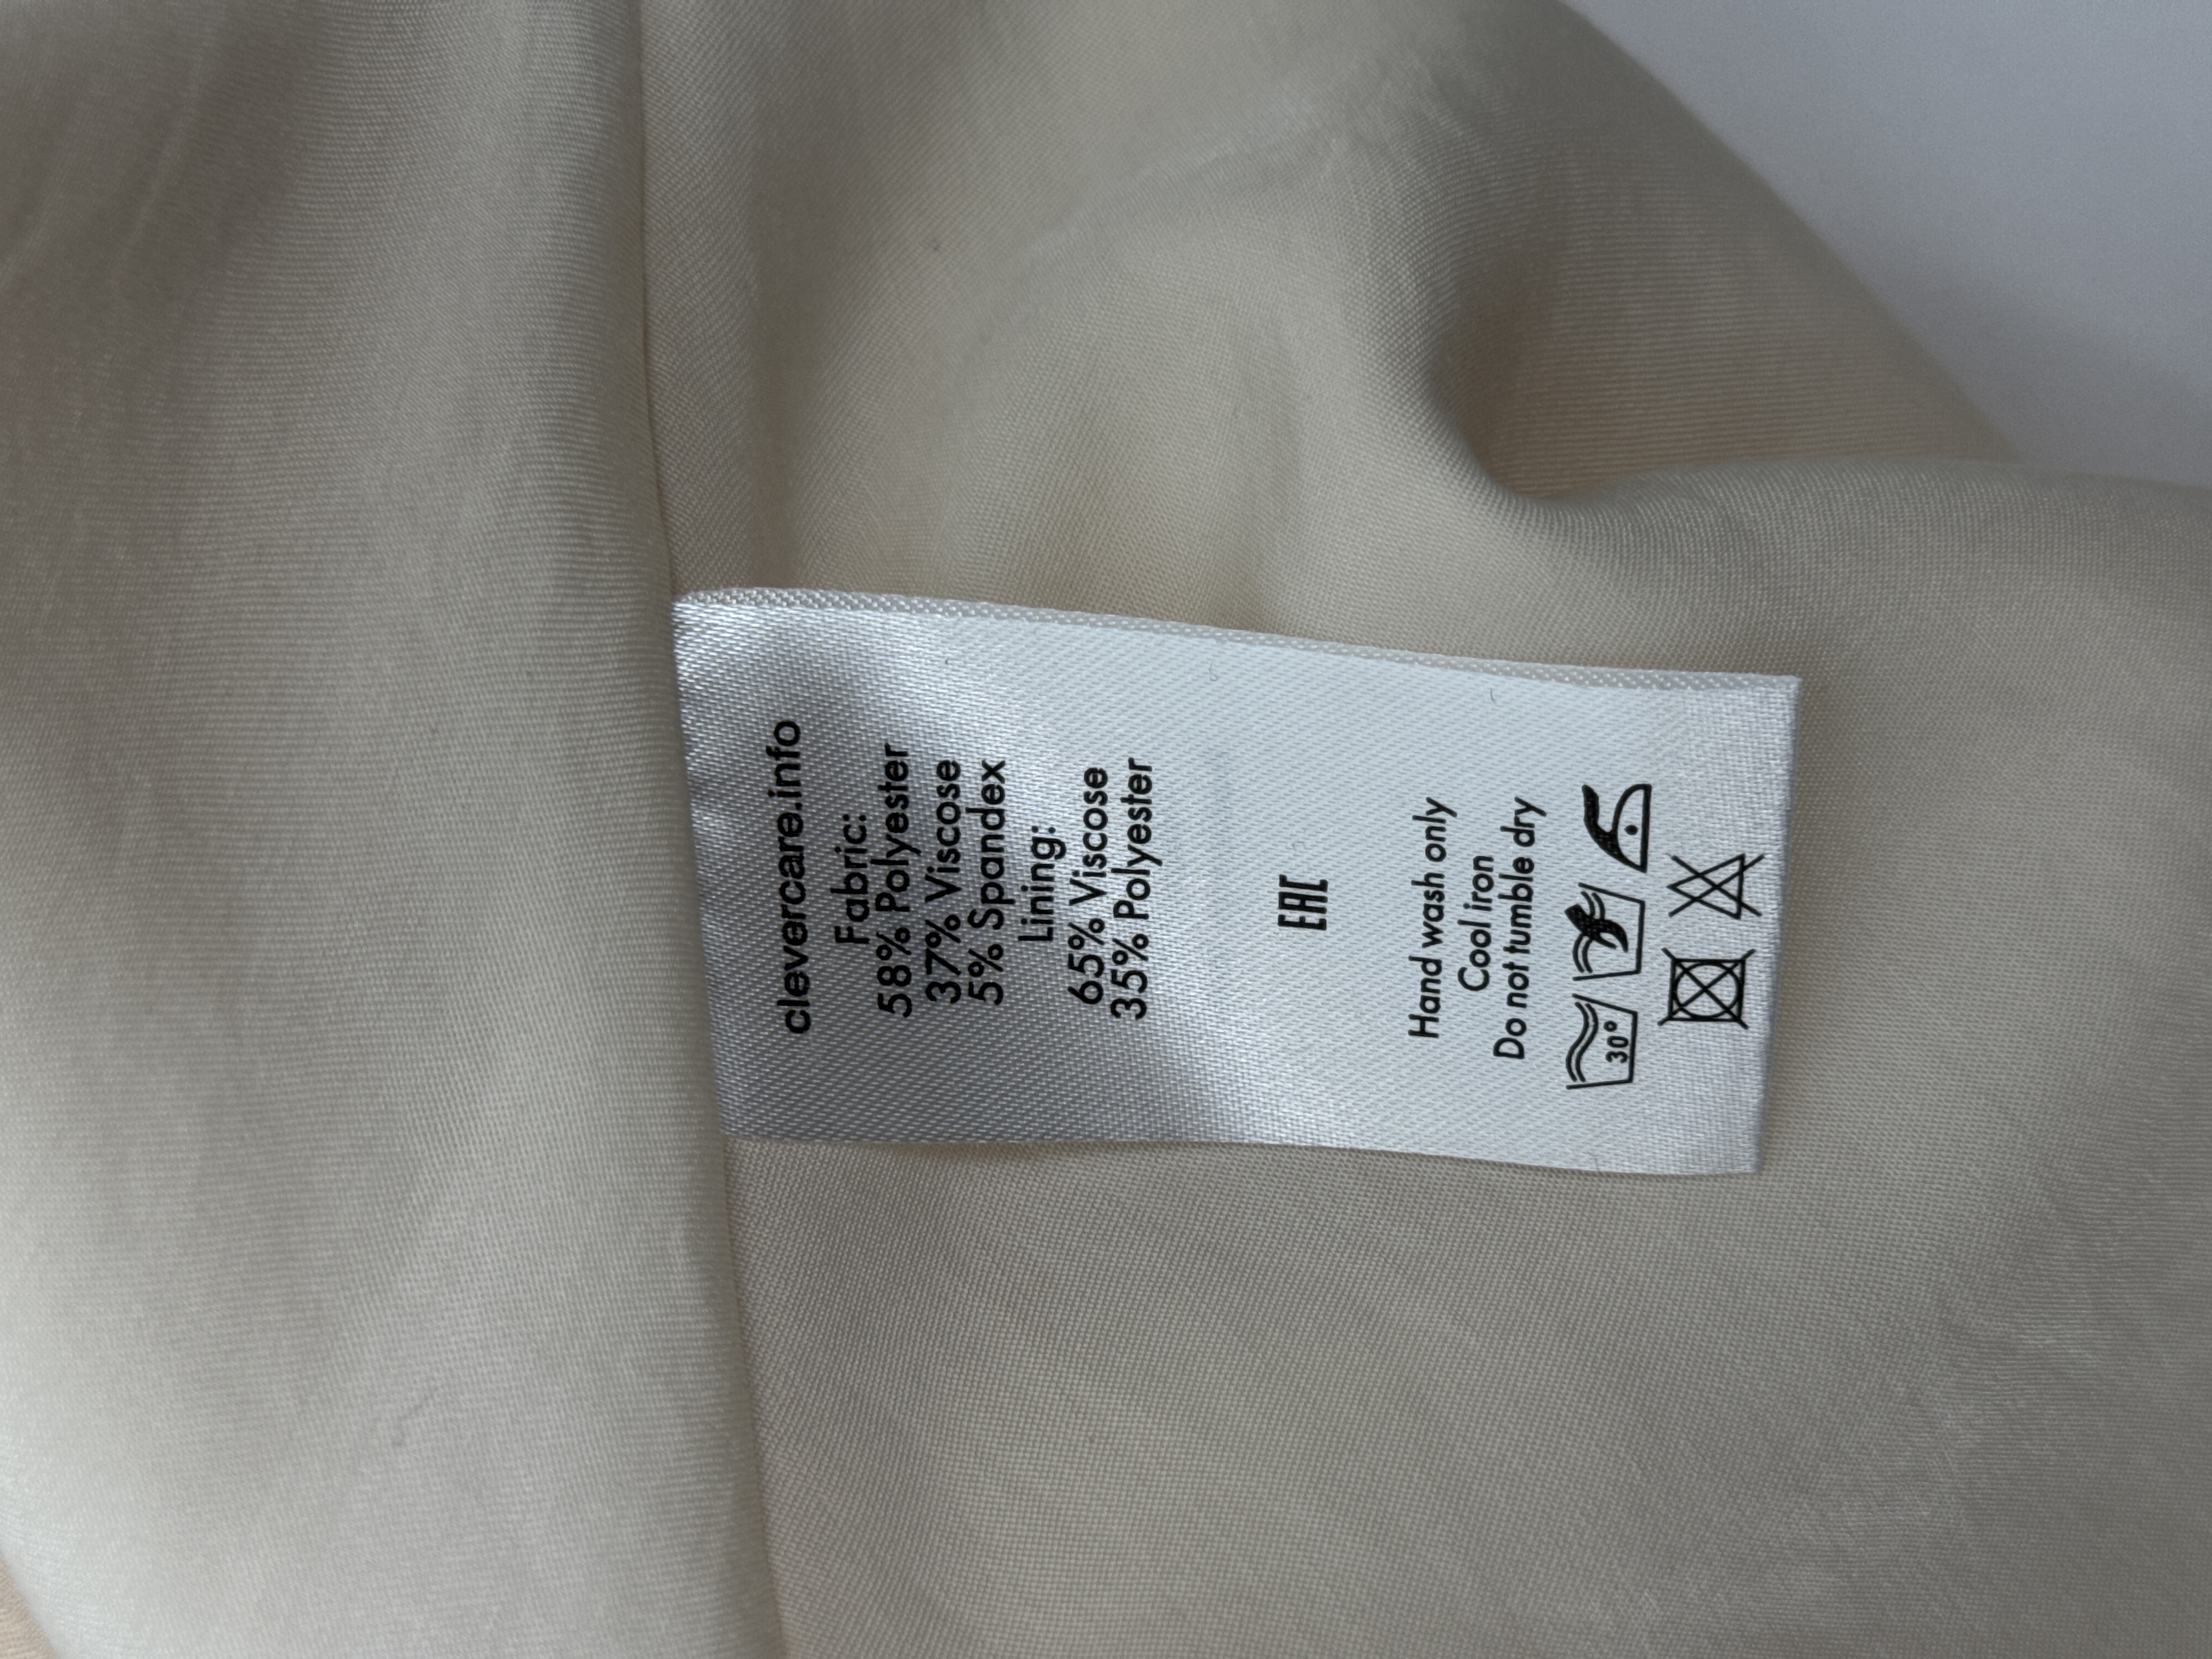 clevercare.info
Fabric:
58% Polyester
37% Viscose
5% Spandex
Lining:
65% Viscose
35% Polyester
EAC
Hand wash only
Cool iron
Do not tumble dry
30°